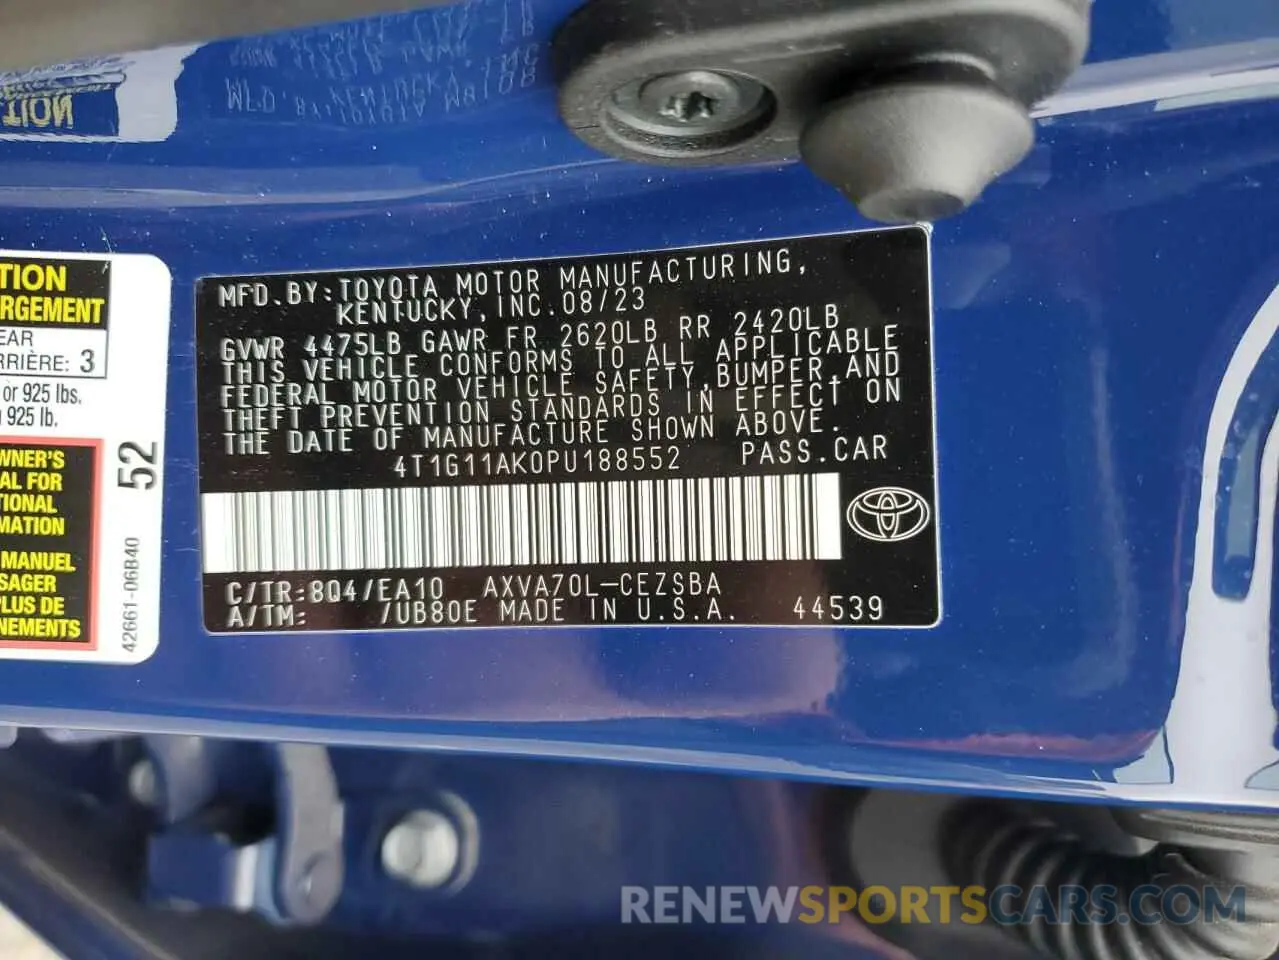 TION
TION
RGEMENT
EAR
RRIÈRE: 3
or 925 lbs.
925 lb.
WNER'S
AL FOR
TIONAL
MATION
MANUEL
SAGER
PLUS DE
NEMENTS
52
42661-06B40
MFD.BY:TOYOTA MOTOR MANUFACTURING,
KENTUCKY,INC.08/23
GVWR 4475LB GAWR FR 2620LB RR 2420LB
THIS VEHICLE CONFORMS TO ALL APPLICABLE
FEDERAL MOTOR VEHICLE SAFETY,BUMPER,AND
THEFT PREVENTION STANDARDS IN EFFECT ON
THE DATE OF MANUFACTURE SHOWN ABOVE.
4T1G11AK0PU188552 PASS.CAR
C/TR:8Q4/EA10 AXVA70L-CEZSBA
A/TM: /UB80E MADE IN U.S.A. 44539
RENEWSPORTSCARS.COM